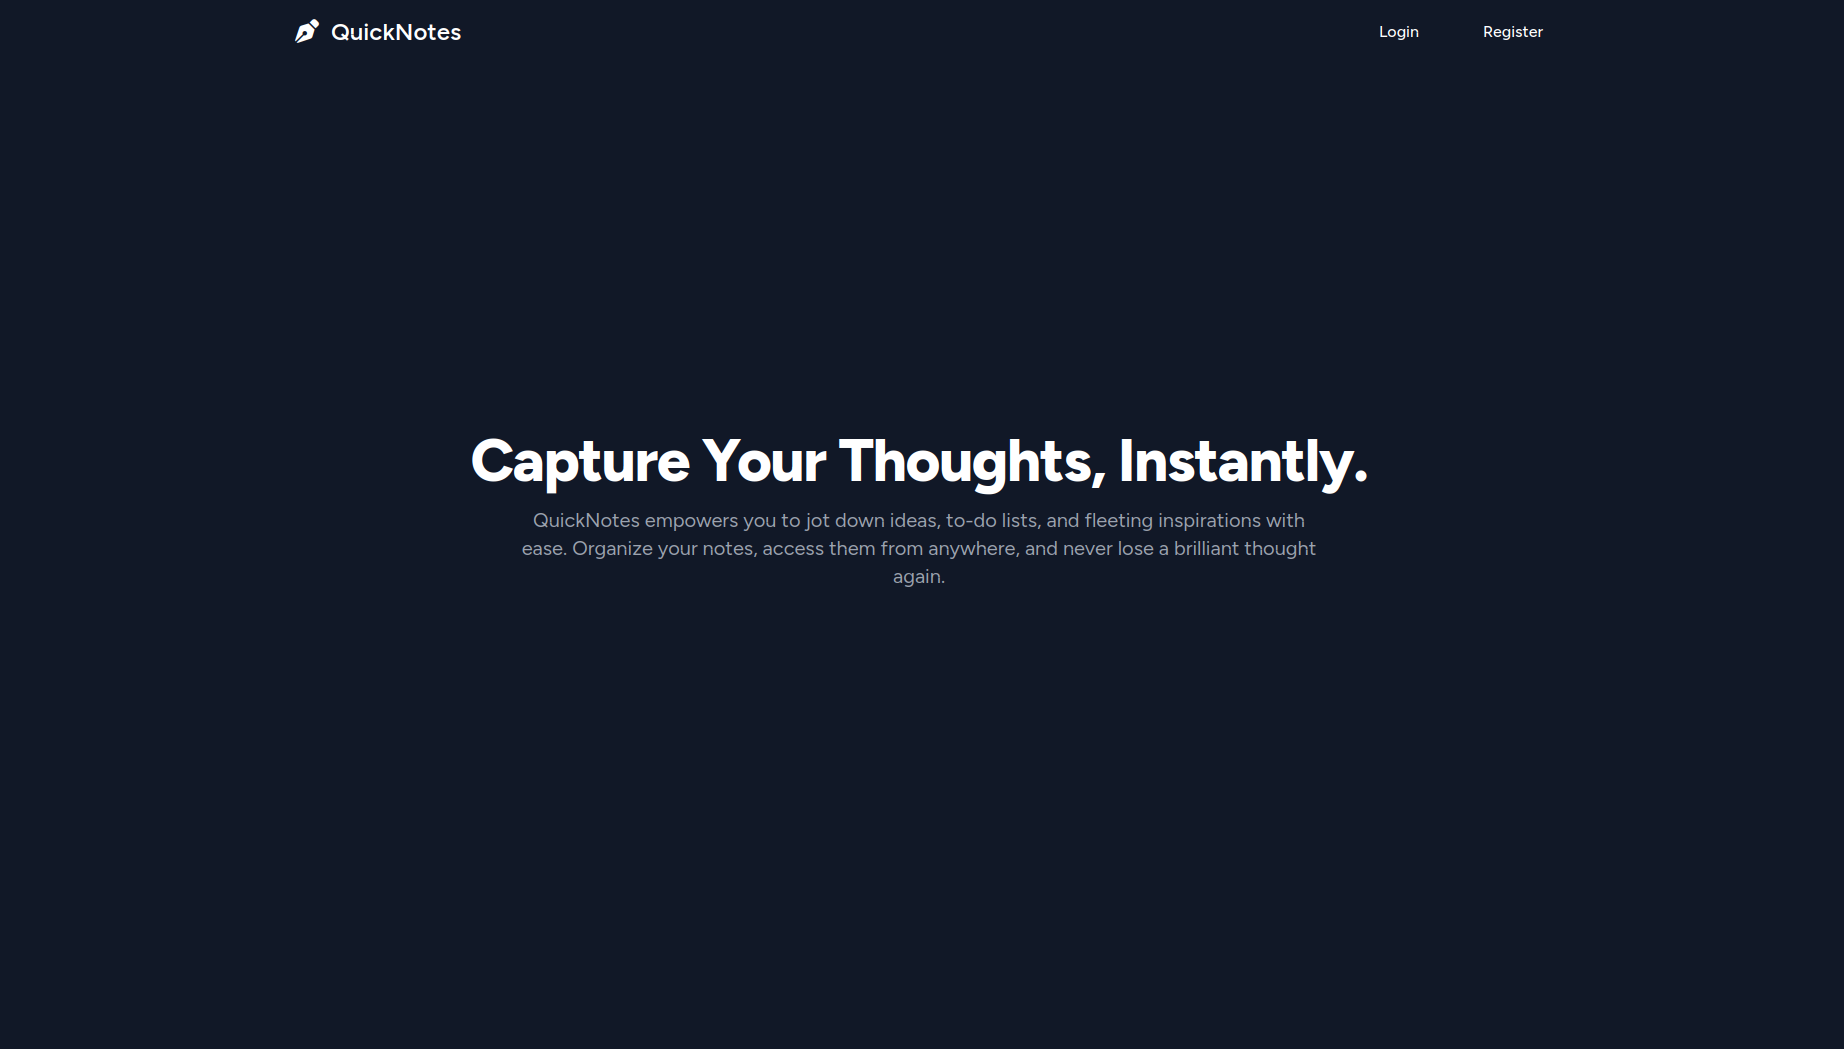 QuickNotes
Login
Register
Capture Your Thoughts, Instantly.
QuickNotes empowers you to jot down ideas, to-do lists, and fleeting inspirations with
ease. Organize your notes, access them from anywhere, and never lose a brilliant thought
again.